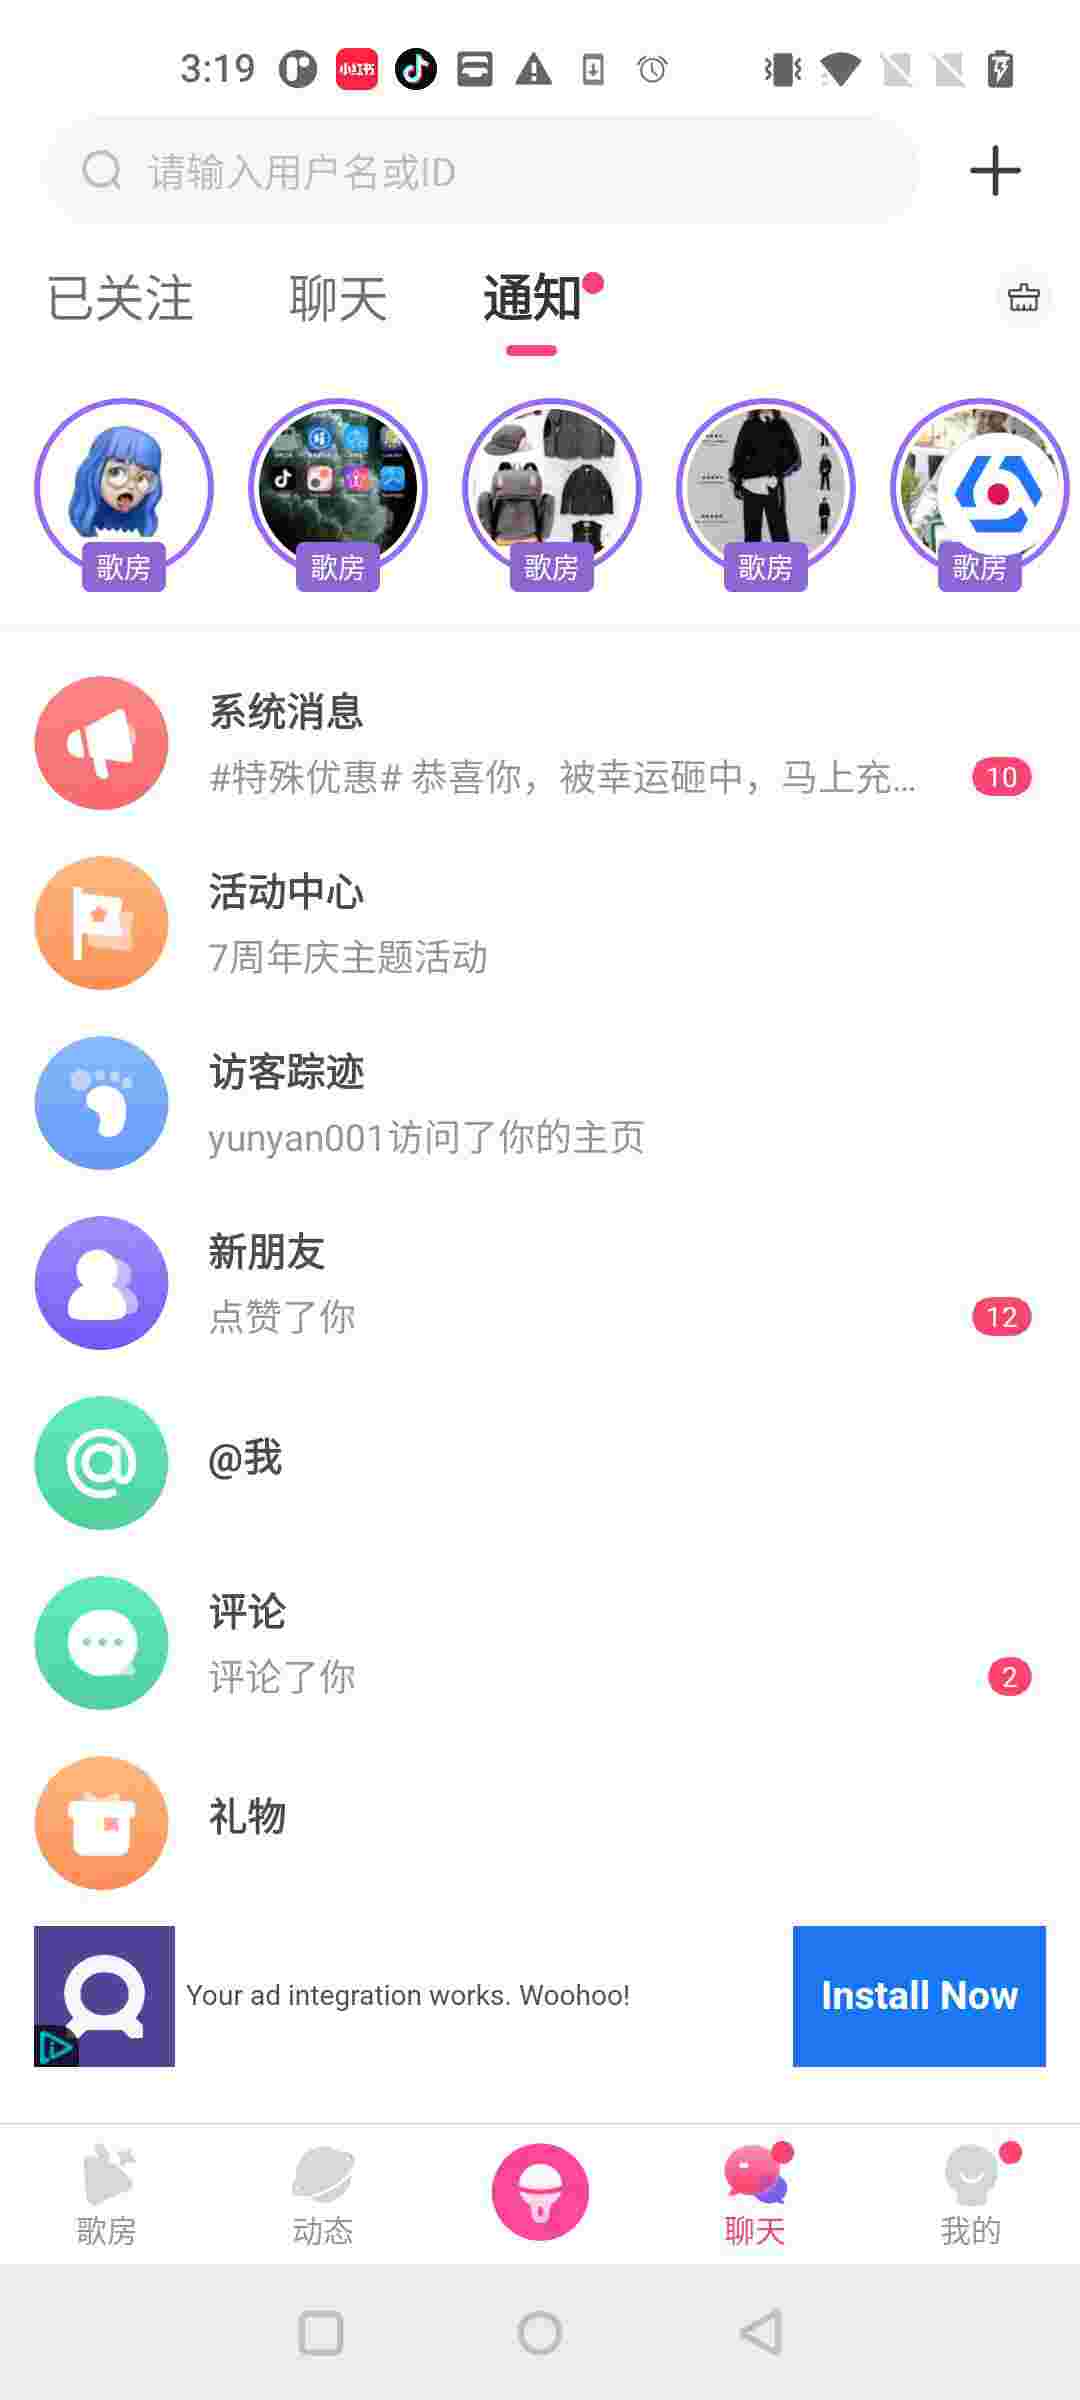 3:19
小红书
请输入用户名或ID
已关注 聊天 通知
歌房 歌房 歌房 歌房 歌房
系统消息
#特殊优惠# 恭喜你，被幸运砸中，马上充...
10
活动中心
7周年庆主题活动
访客踪迹
yunyan001访问了你的主页
新朋友
点赞了你
12
@我
评论
评论了你
2
礼物
Your ad integration works. Woohoo!
Install Now
歌房 动态 聊天 我的